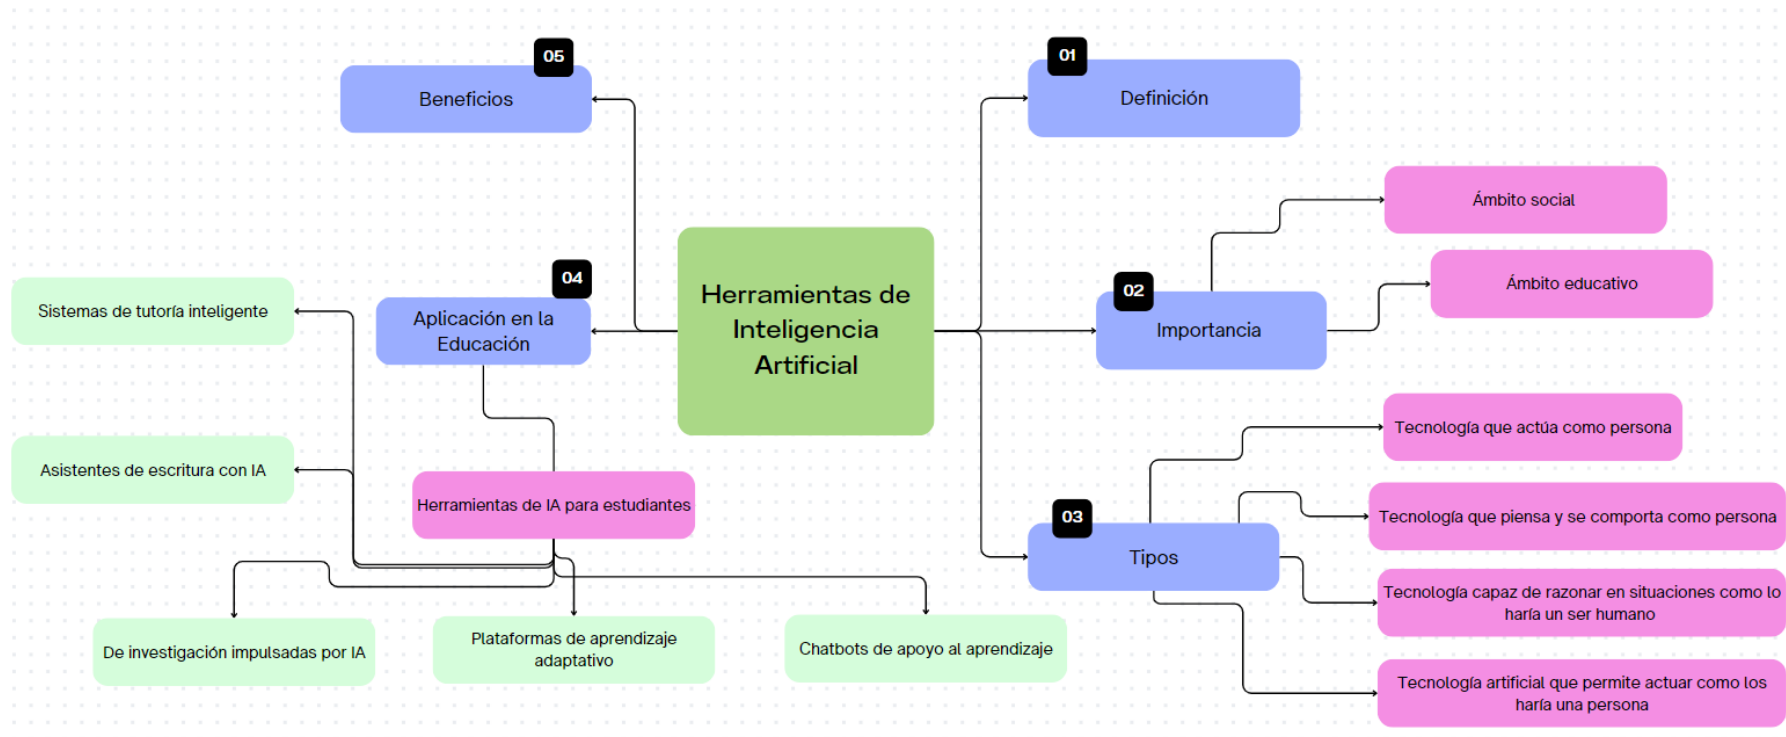 05
Beneficios
01
Definición
Ámbito social
Ámbito educativo
02
Importancia
Herramientas de
Inteligencia
Artificial
04
Aplicación en la
Educación
Sistemas de tutoría inteligente
Asistentes de escritura con IA
Herramientas de IA para estudiantes
De investigación impulsadas por IA
Plataformas de aprendizaje
adaptativo
Chatbots de apoyo al aprendizaje
03
Tipos
Tecnología que actúa como persona
Tecnología que piensa y se comporta como persona
Tecnología capaz de razonar en situaciones como lo
haría un ser humano
Tecnología artificial que permite actuar como los
haría una persona